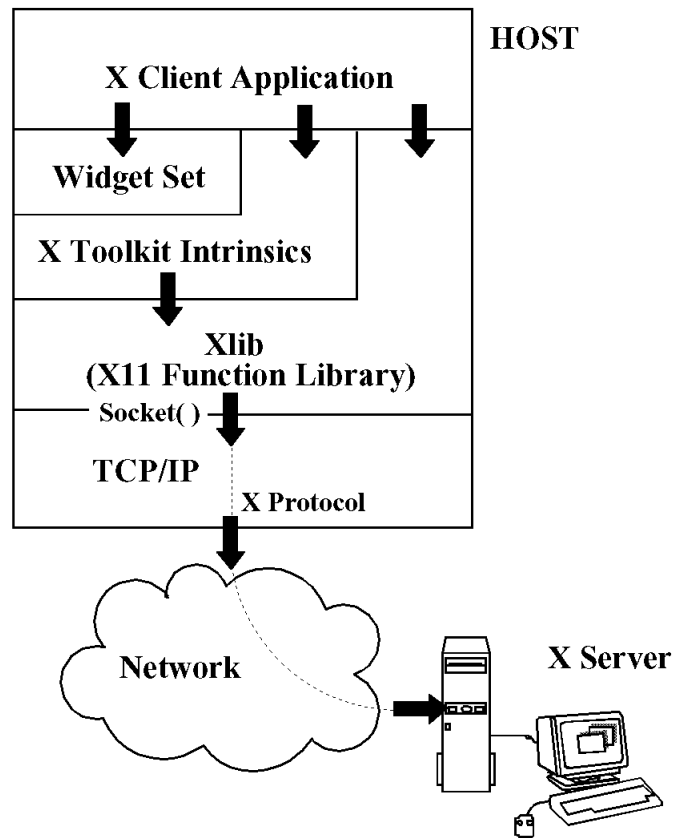 HOST
X Client Application
Widget Set
X Toolkit Intrinsics
Xlib
(X11 Function Library)
Socket( )
TCP/IP
X Protocol
Network
X Server